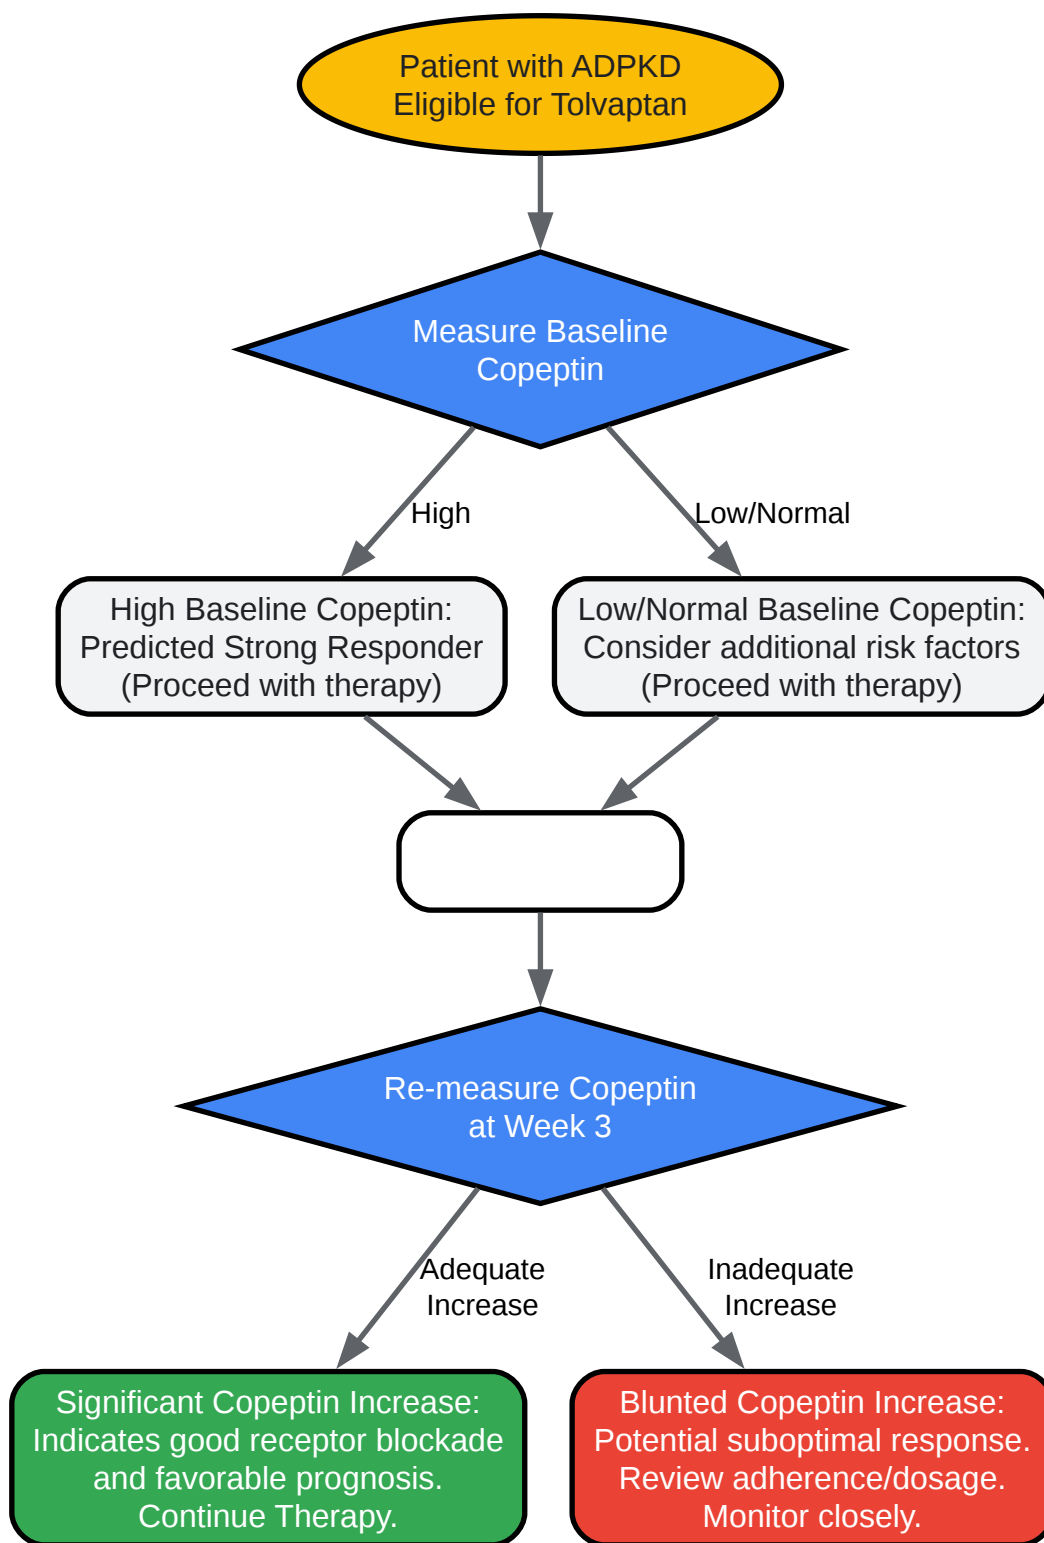 Patient with ADPKD
Eligible for Tolvaptan
Measure Baseline
Copeptin
High
Low/Normal
High Baseline Copeptin:
Predicted Strong Responder
(Proceed with therapy)
Low/Normal Baseline Copeptin:
Consider additional risk factors
(Proceed with therapy)
Re-measure Copeptin
at Week 3
Adequate
Increase
Inadequate
Increase
Significant Copeptin Increase:
Indicates good receptor blockade
and favorable prognosis.
Continue Therapy.
Blunted Copeptin Increase:
Potential suboptimal response.
Review adherence/dosage.
Monitor closely.